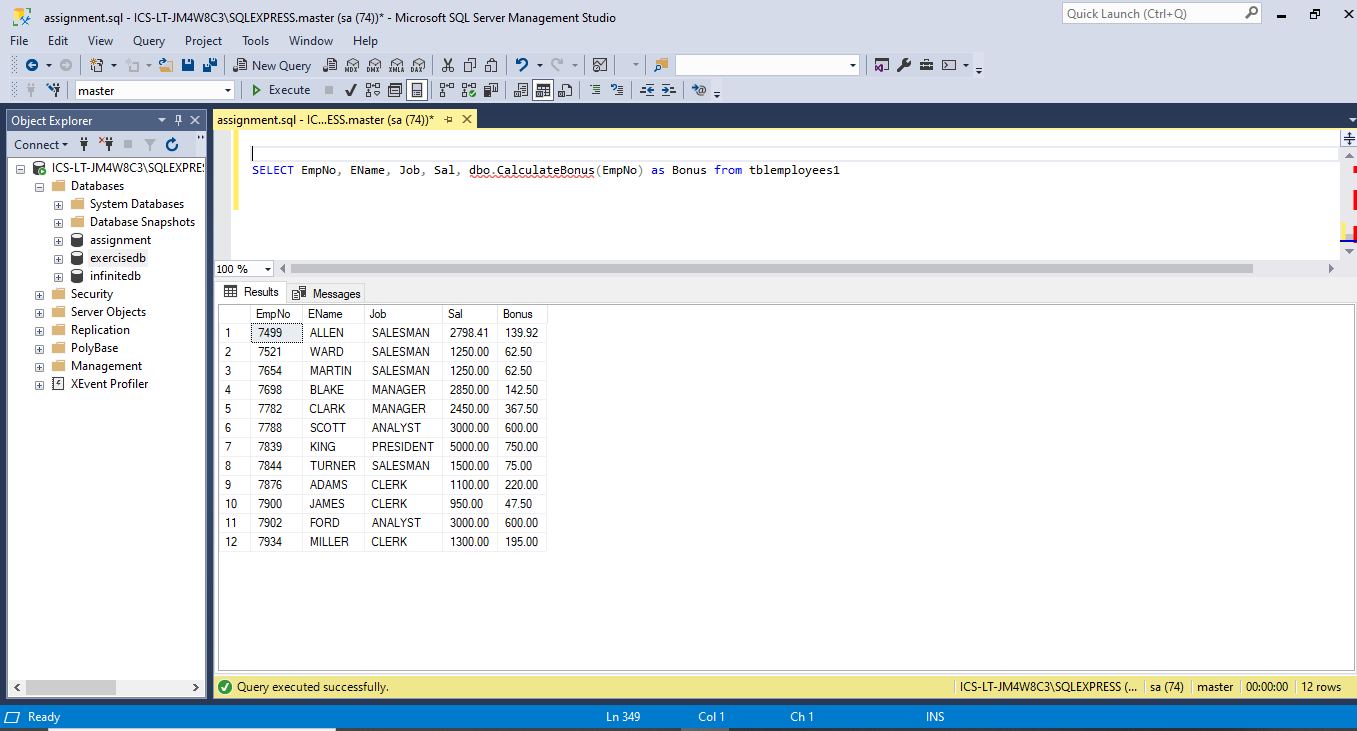 assignment.sql - ICS-LT-JM4W8C3\SQLEXPRESS.master (sa (74))* - Microsoft SQL Server Management Studio
Quick Launch (Ctrl+Q)
File Edit View Query Project Tools Window Help
New Query MDX DMX XMLA DAX
master Execute
Object Explorer
assignment.sql - IC...ESS.master (sa (74))*
Connect
ICS-LT-JM4W8C3\SQLEXPRE
Databases
System Databases
Database Snapshots
assignment
exercisedb
infinitedb
Security
Server Objects
Replication
PolyBase
Management
XEvent Profiler
SELECT EmpNo, EName, Job, Sal, dbo.CalculateBonus(EmpNo) as Bonus from tblemployees1
100 %
Results Messages
EmpNo EName Job Sal Bonus
1 7499 ALLEN SALESMAN 2798.41 139.92
2 7521 WARD SALESMAN 1250.00 62.50
3 7654 MARTIN SALESMAN 1250.00 62.50
4 7698 BLAKE MANAGER 2850.00 142.50
5 7782 CLARK MANAGER 2450.00 367.50
6 7788 SCOTT ANALYST 3000.00 600.00
7 7839 KING PRESIDENT 5000.00 750.00
8 7844 TURNER SALESMAN 1500.00 75.00
9 7876 ADAMS CLERK 1100.00 220.00
10 7900 JAMES CLERK 950.00 47.50
11 7902 FORD ANALYST 3000.00 600.00
12 7934 MILLER CLERK 1300.00 195.00
Query executed successfully. ICS-LT-JM4W8C3\SQLEXPRESS (... sa (74) master 00:00:00 12 rows
Ready Ln 349 Col 1 Ch 1 INS